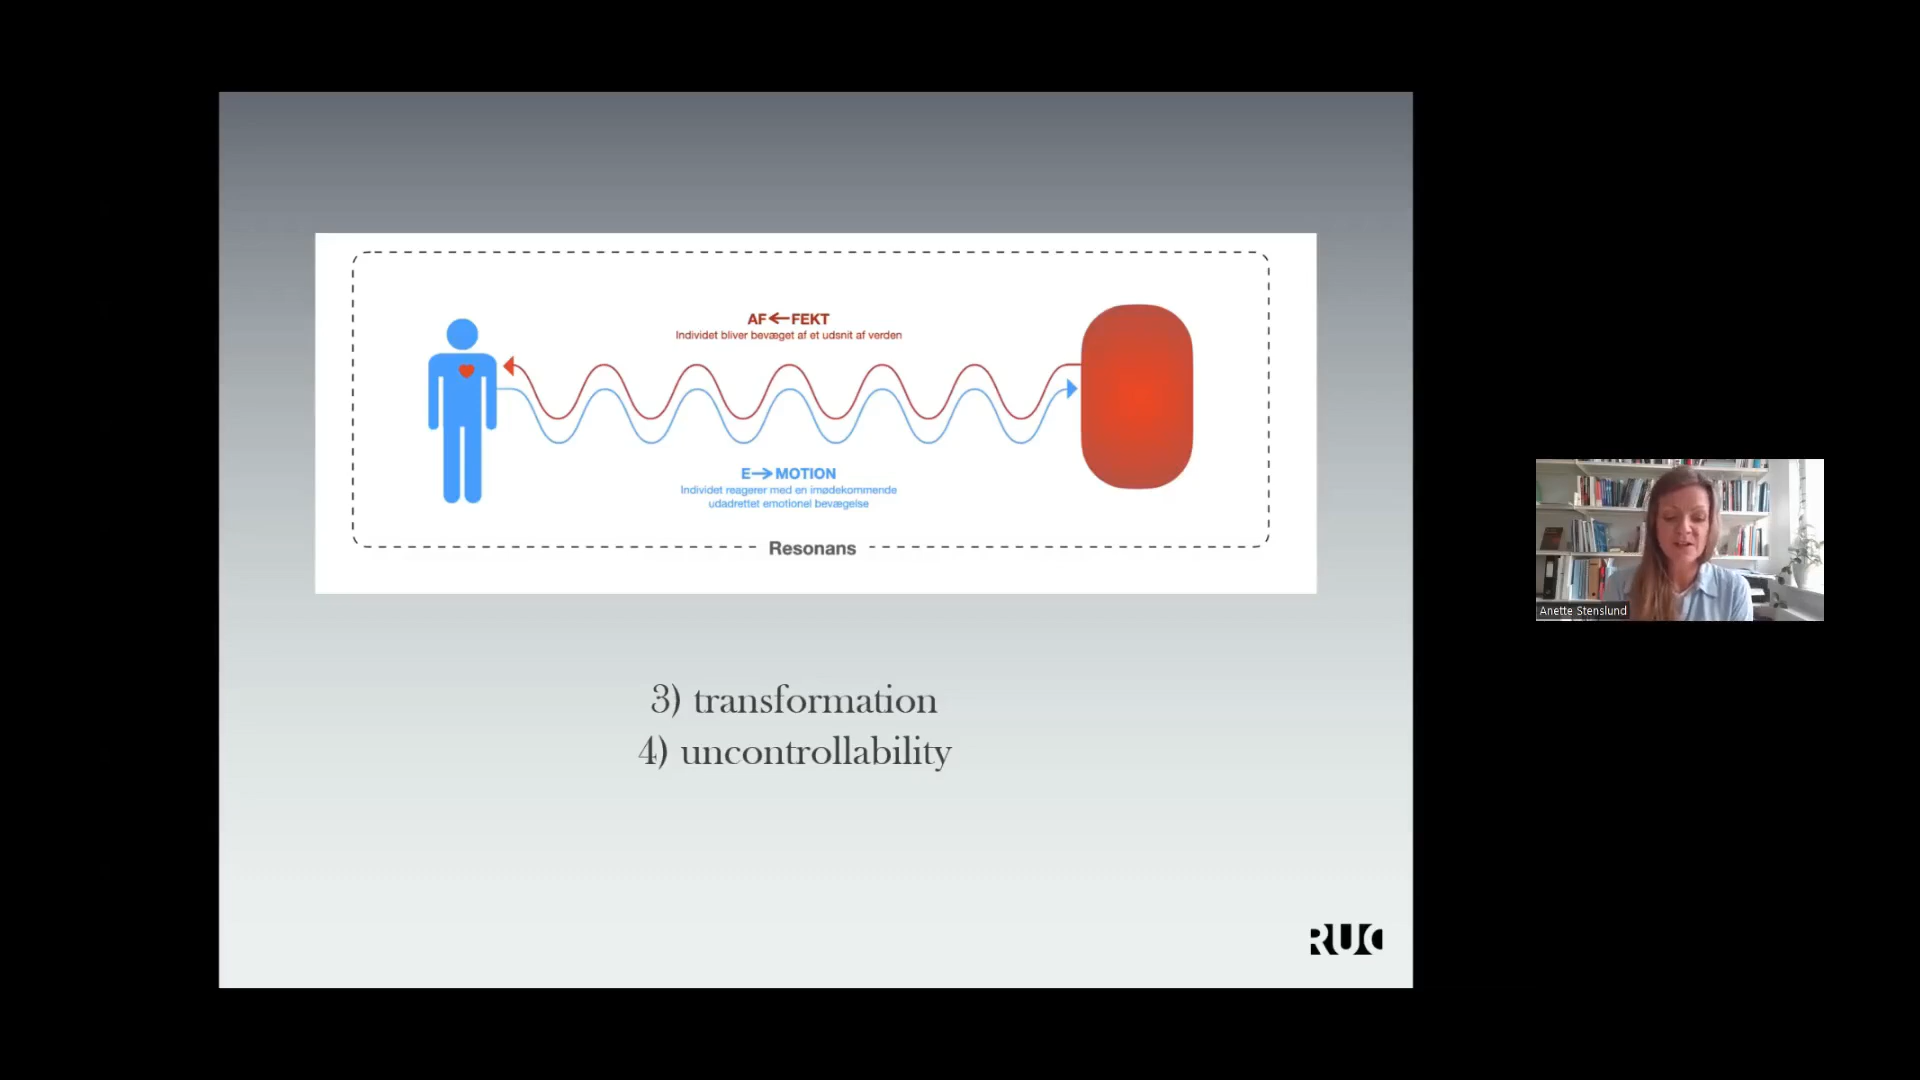 AF←FEKT
Individet bliver bevæget af et udsnit af verden
E→MOTION
Individet reagerer med en imødekommende
udadrettet emotionel bevægelse
Resonans
3) transformation
4) uncontrollability
RUC
Anette Stenslund